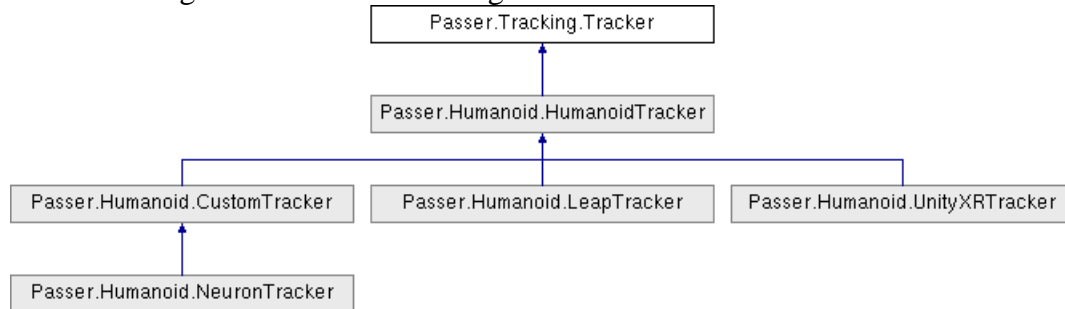 Passer.Tracking.Tracker
Passer.Humanoid.HumanoidTracker
Passer.Humanoid.CustomTracker
Passer.Humanoid.LeapTracker
Passer.Humanoid.UnityXRTracker
Passer.Humanoid.NeuronTracker